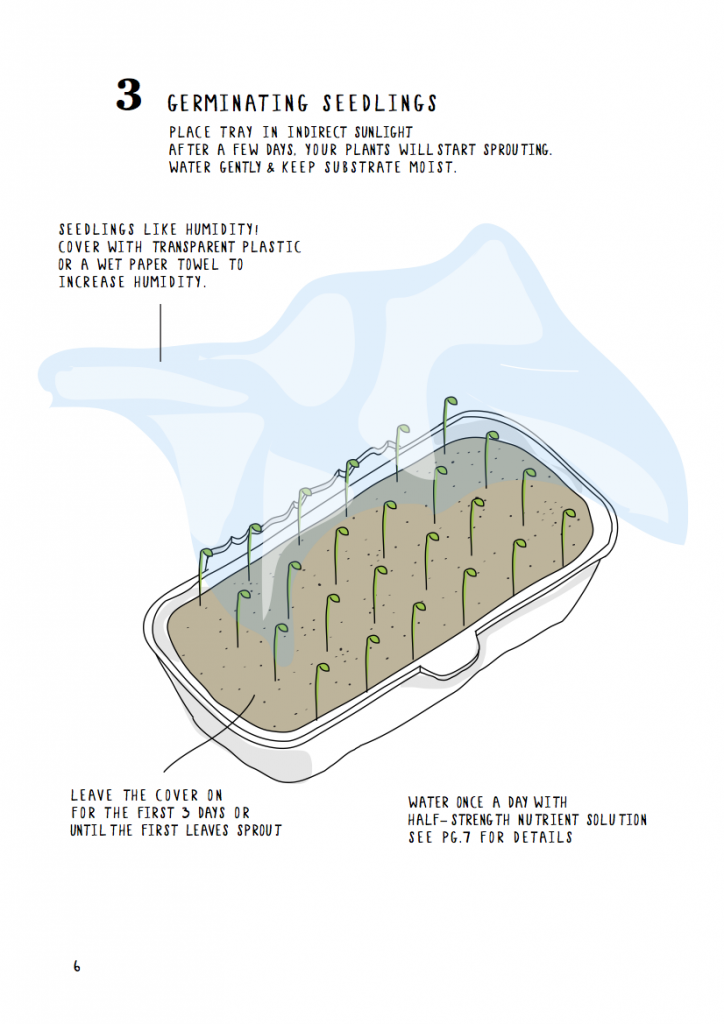 3 GERMINATING SEEDLINGS
PLACE TRAY IN INDIRECT SUNLIGHT
AFTER A FEW DAYS, YOUR PLANTS WILL START SPROUTING.
WATER GENTLY & KEEP SUBSTRATE MOIST.
SEEDLINGS LIKE HUMIDITY!
COVER WITH TRANSPARENT PLASTIC
OR A WET PAPER TOWEL TO
INCREASE HUMIDITY.
LEAVE THE COVER ON
FOR THE FIRST 3 DAYS OR
UNTIL THE FIRST LEAVES SPROUT
WATER ONCE A DAY WITH
HALF-STRENGTH NUTRIENT SOLUTION
SEE PG.7 FOR DETAILS
6